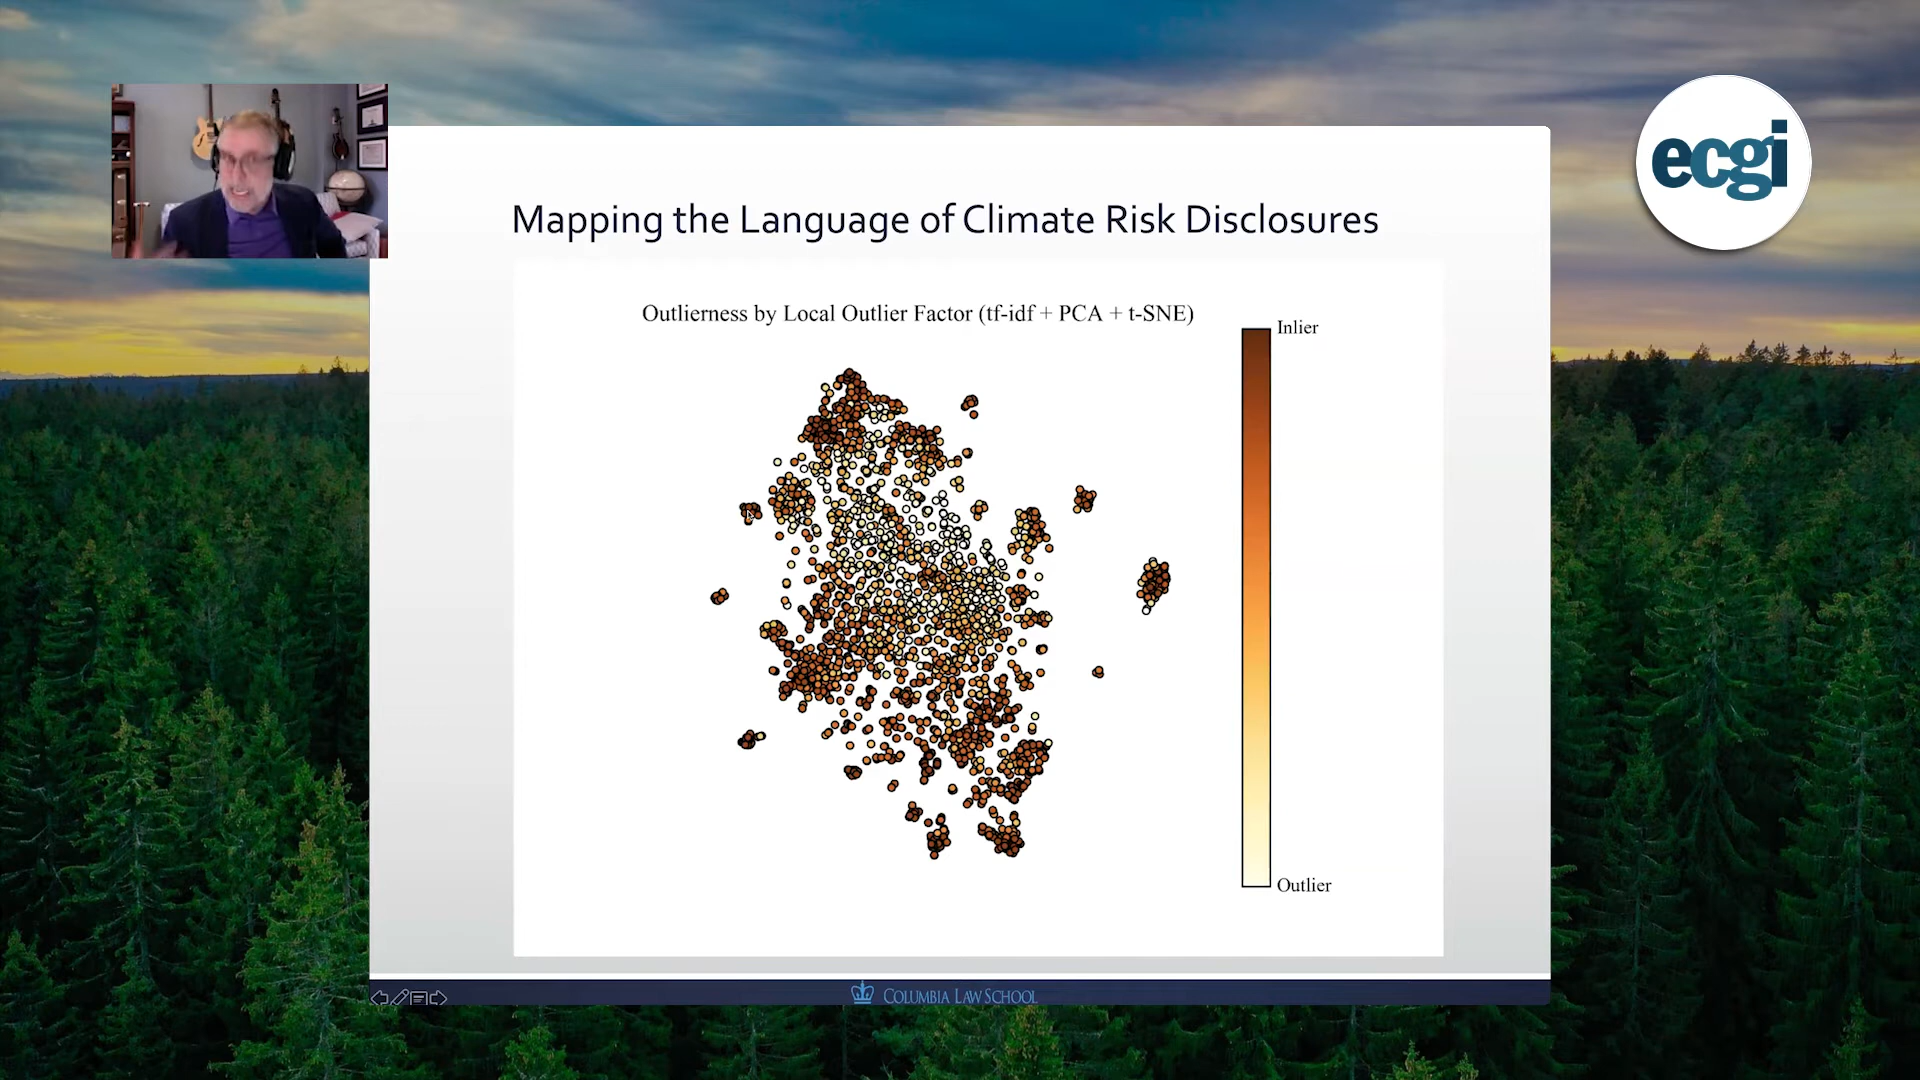 ecgi
Mapping the Language of Climate Risk Disclosures
Outlierness by Local Outlier Factor (tf-idf + PCA + t-SNE)
Inlier
Outlier
COLUMBIA LAW SCHOOL